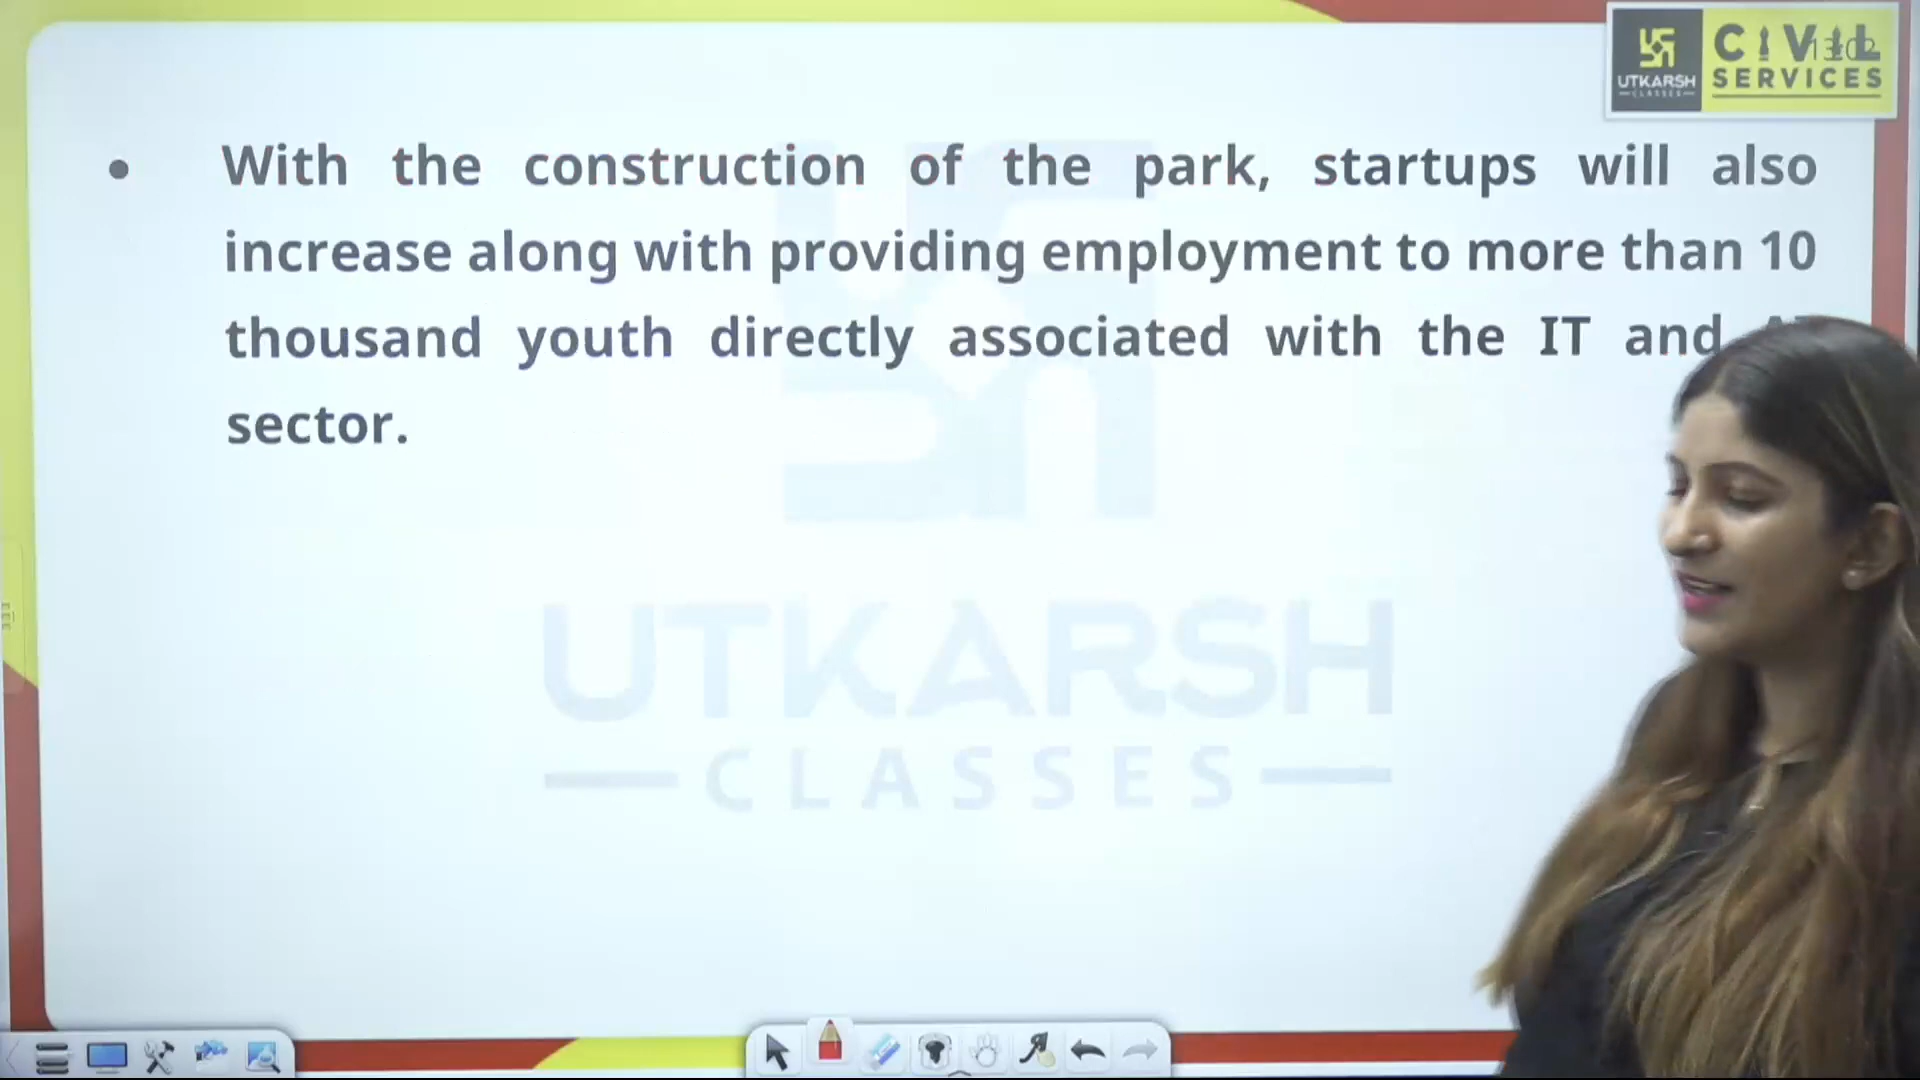 CIVIL
SERVICES
UTKARSH
CLASSES
• With the construction of the park, startups will also
increase along with providing employment to more than 10
thousand youth directly associated with the IT and
sector.
UTKARSH
CLASSES